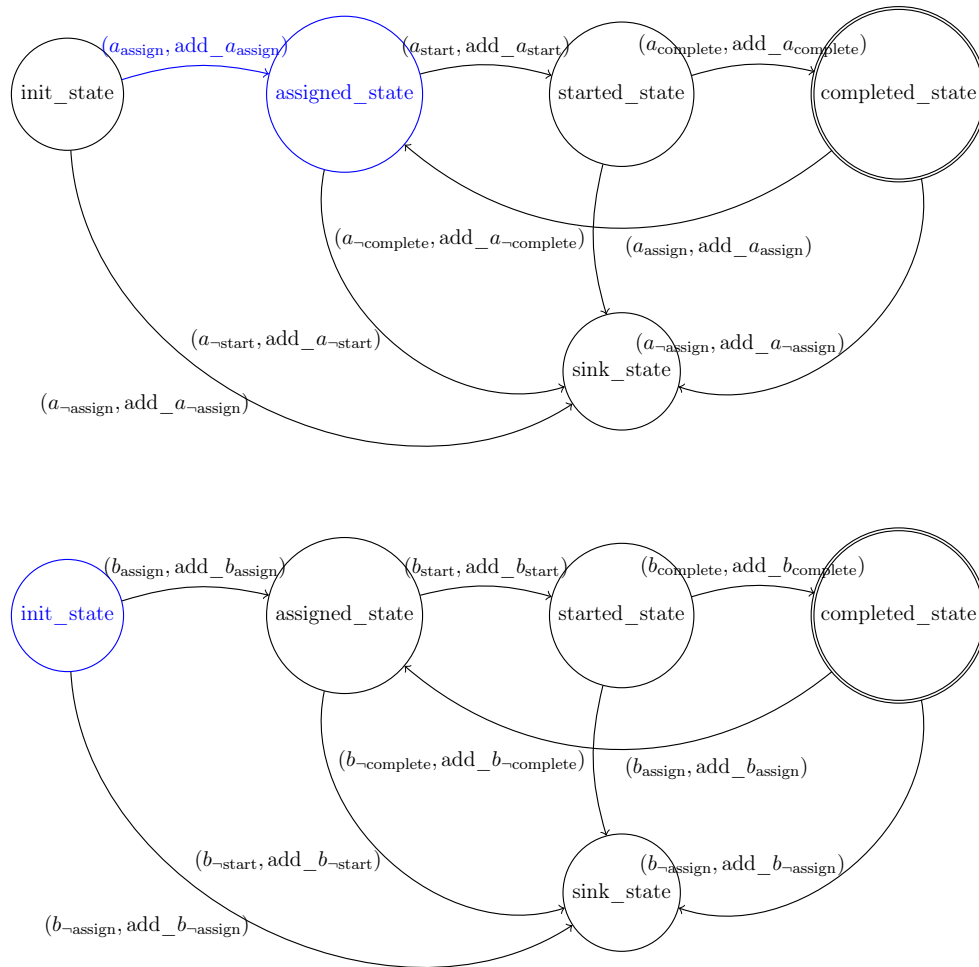 (a_assign, add_a_assign)
(a_start, add_a_start)
(a_complete, add_a_complete)
init_state
assigned_state
started_state
completed_state
(a_¬complete, add_a_¬complete)
(a_assign, add_a_assign)
(a_¬start, add_a_¬start)
(a_¬assign, add_a_¬assign)
sink_state
(a_¬assign, add_a_¬assign)
(b_assign, add_b_assign)
(b_start, add_b_start)
(b_complete, add_b_complete)
init_state
assigned_state
started_state
completed_state
(b_¬complete, add_b_¬complete)
(b_assign, add_b_assign)
(b_¬start, add_b_¬start)
(b_¬assign, add_b_¬assign)
sink_state
(b_¬assign, add_b_¬assign)